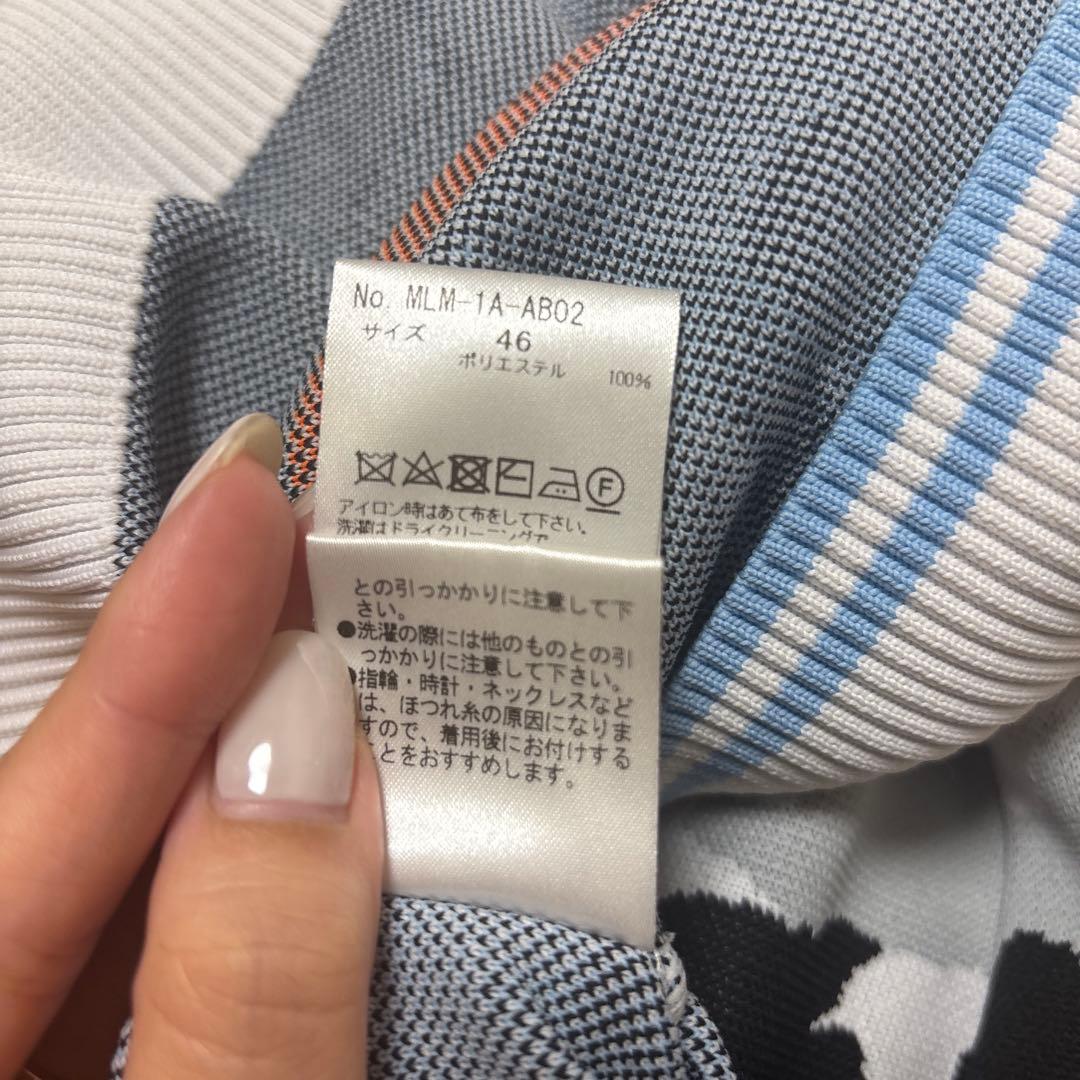 No. MLM-1A-AB02
サイズ 46
ポリエステル 100%
F
アイロン時はあて布をして下さい。
洗濯はドライクリーニングで
との引っかかりに注意して下
さい。
●洗濯の際には他のものとの引
っかかりに注意して下さい。
●指輪・時計・ネックレスなど
は、ほつれ糸の原因になりま
すので、着用後にお付けする
ことをおすすめします。